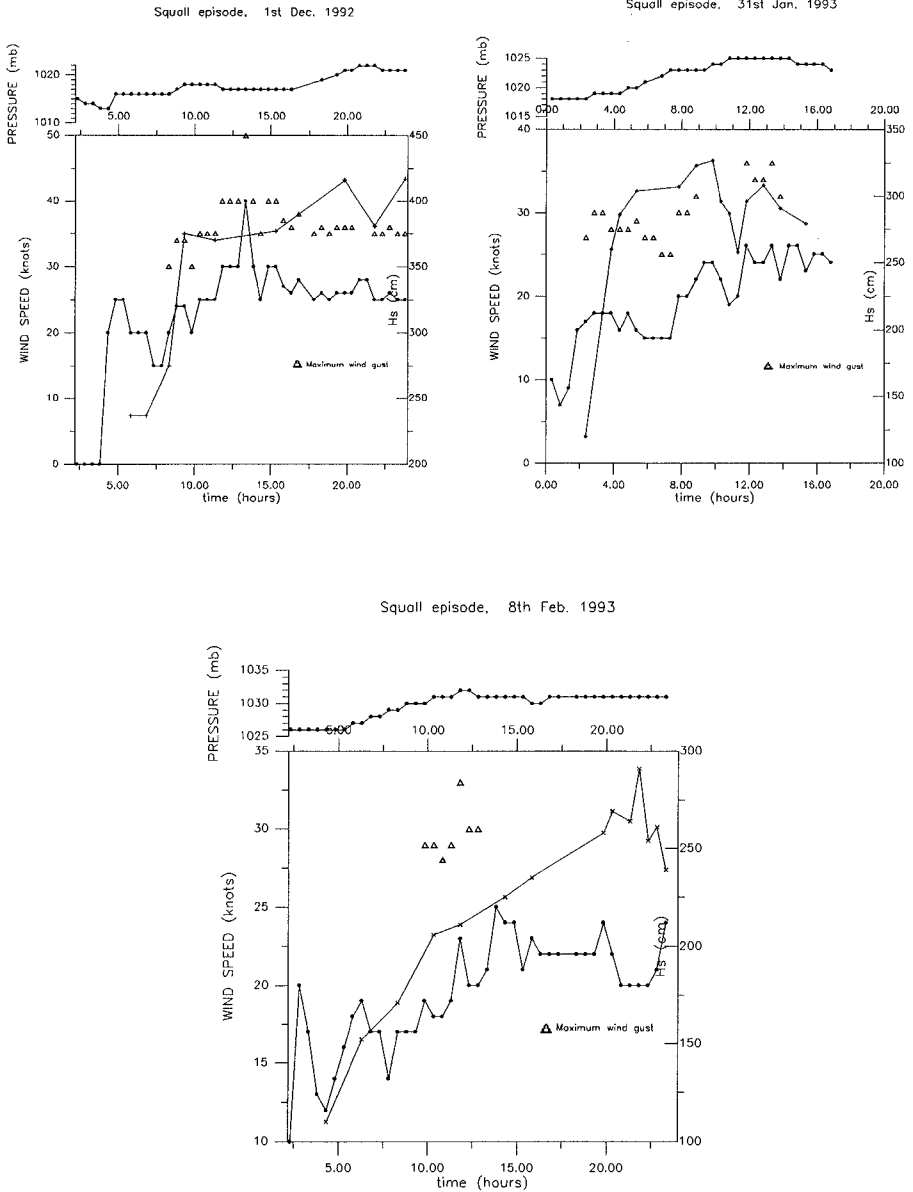 Squall episode, 1st Dec. 1992
PRESSURE (mb)
1020
1010
5.00 10.00 15.00 20.00
WIND SPEED (knots)
50
40
30
20
10
0
450
400
350
300
250
200
Hs (cm)
Maximum wind gust
5.00 10.00 15.00 20.00
time (hours)
Squall episode, 31st Jan. 1993
PRESSURE (mb)
1025
1020
1015
0.00 4.00 8.00 12.00 16.00 20.00
WIND SPEED (knots)
40
30
20
10
0
350
300
250
200
150
100
Hs (cm)
Maximum wind gust
0.00 4.00 8.00 12.00 16.00 20.00
time (hours)
Squall episode, 8th Feb. 1993
PRESSURE (mb)
1035
1030
1025
5.00 10.00 15.00 20.00
WIND SPEED (knots)
35
30
25
20
15
10
300
250
200
150
100
Hs (cm)
Maximum wind gust
5.00 10.00 15.00 20.00
time (hours)